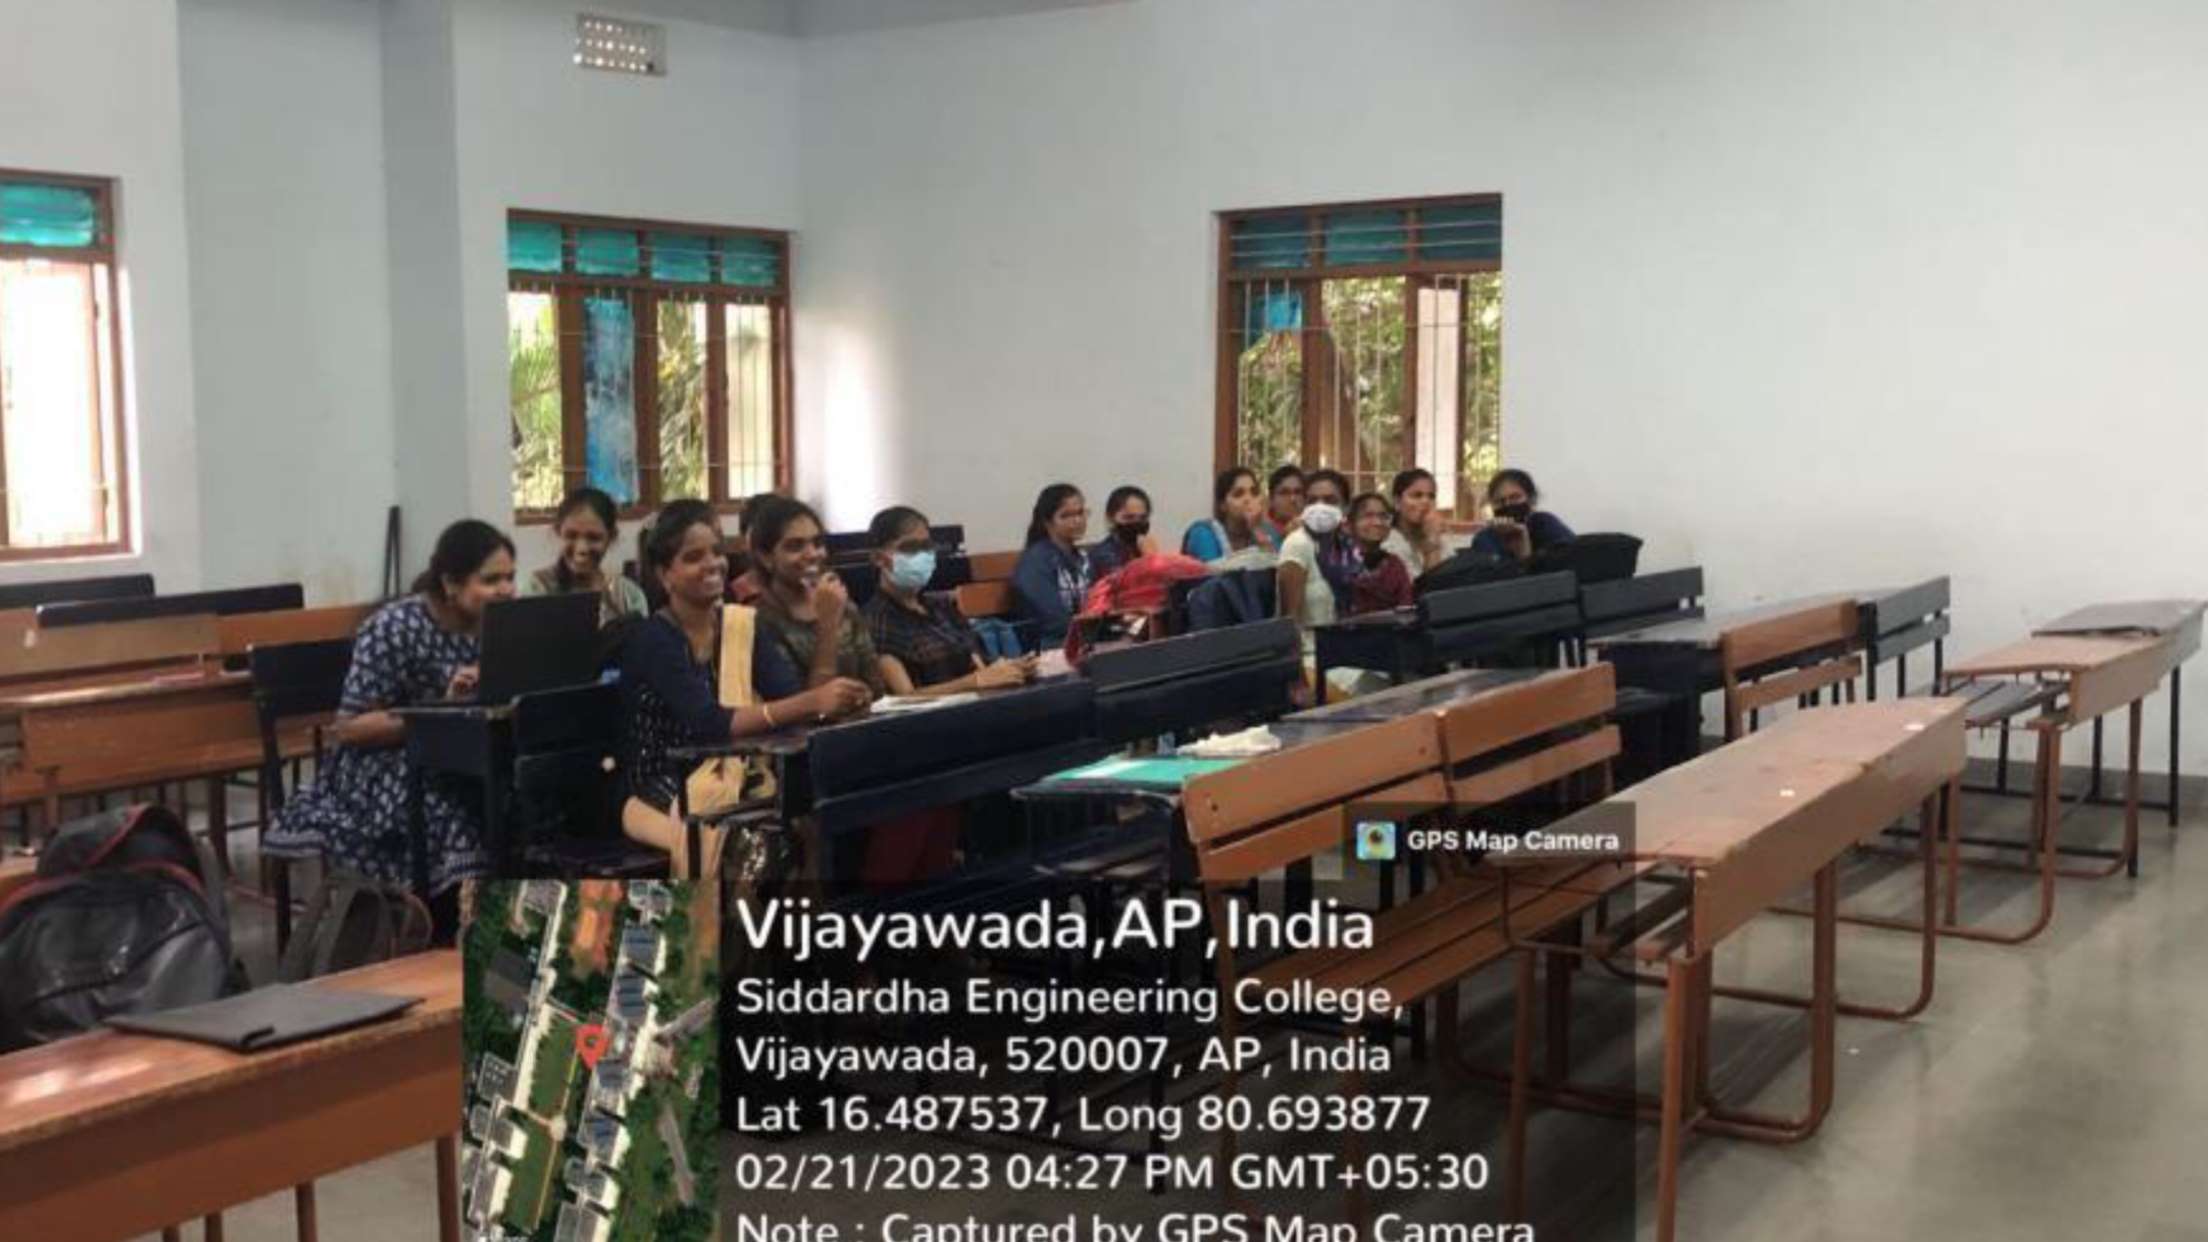 GPS Map Camera
Vijayawada,AP,India
Siddardha Engineering College,
Vijayawada, 520007, AP, India
Lat 16.487537, Long 80.693877
02/21/2023 04:27 PM GMT+05:30
Note : Captured by GPS Map Camera